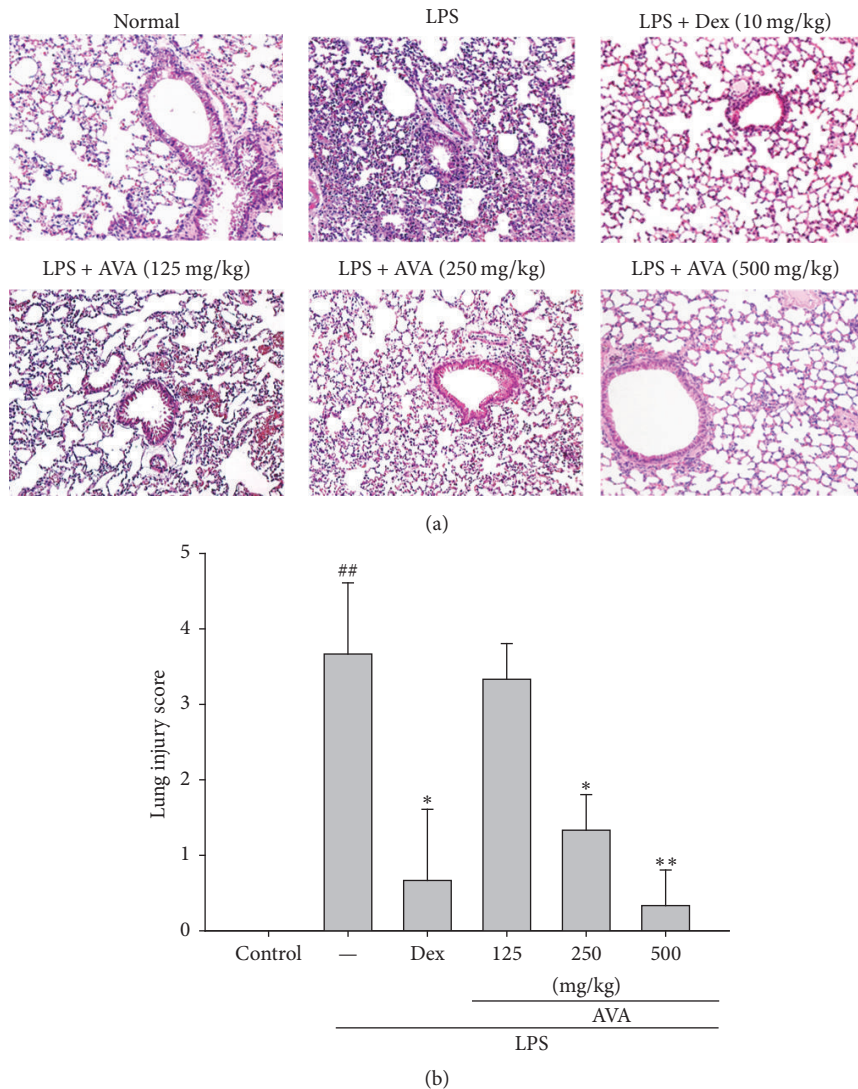 Normal
LPS
LPS + Dex (10 mg/kg)
LPS + AVA (125 mg/kg)
LPS + AVA (250 mg/kg)
LPS + AVA (500 mg/kg)
(a)
5
4
3
2
1
0
Lung injury score
##
*
*
**
Control
—
Dex
125
250
500
(mg/kg)
AVA
LPS
(b)